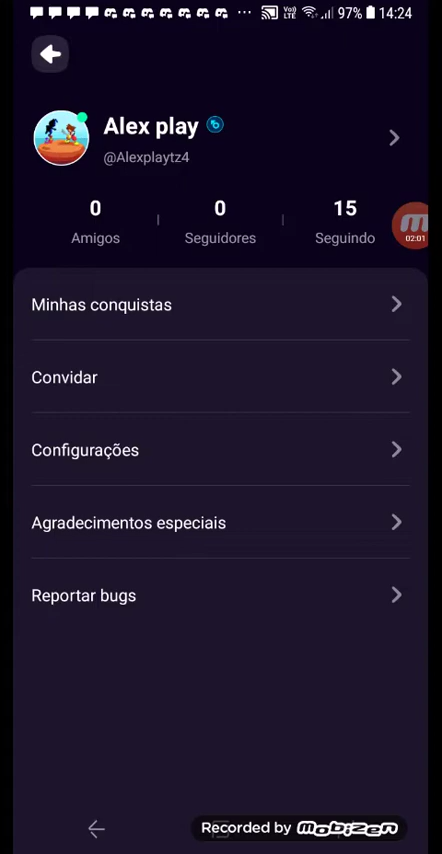 97% 14:24
Alex play
@Alexplaytz4
0 0 15
Amigos Seguidores Seguindo
02:01
Minhas conquistas
Convidar
Configurações
Agradecimentos especiais
Reportar bugs
Recorded by mobizen